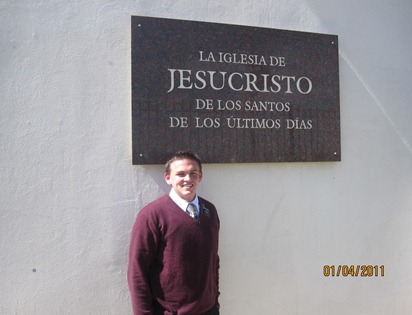 LA IGLESIA DE
JESUCRISTO
DE LOS SANTOS
DE LOS ÚLTIMOS DÍAS
01/04/2011